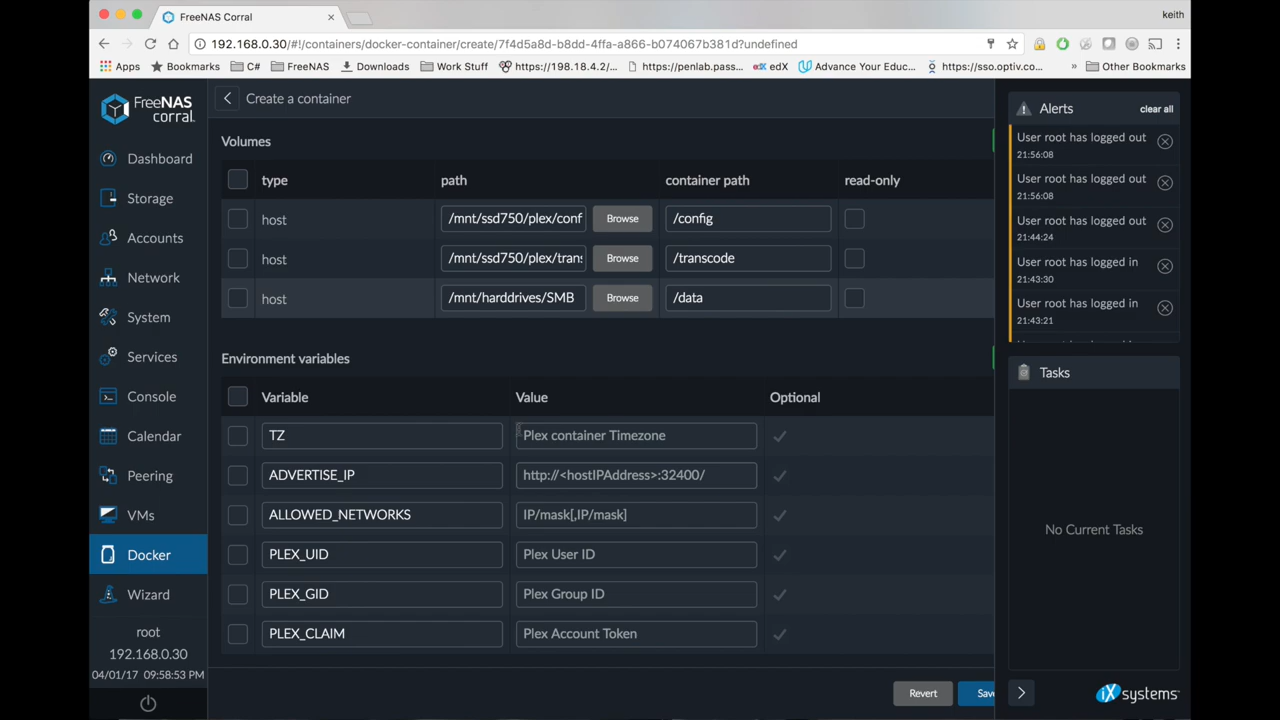 FreeNAS Corral
keith
192.168.0.30/#!/containers/docker-container/create/7f4d5a8d-b8dd-4ffa-a866-b074067b381d?undefined
Apps Bookmarks C# FreeNAS Downloads Work Stuff https://198.18.4.2/... https://penlab.pass... edX Advance Your Educ... https://sso.optiv.co... » Other Bookmarks
FreeNAS
corral.
Dashboard
Storage
Accounts
Network
System
Services
Console
Calendar
Peering
VMs
Docker
Wizard
root
192.168.0.30
04/01/17 09:58:53 PM
Create a container
Volumes
type path container path read-only
host /mnt/ssd750/plex/conf Browse /config
host /mnt/ssd750/plex/trans Browse /transcode
host /mnt/harddrives/SMB Browse /data
Environment variables
Variable Value Optional
TZ Plex container Timezone
ADVERTISE_IP http://<hostIPAddress>:32400/
ALLOWED_NETWORKS IP/mask[,IP/mask]
PLEX_UID Plex User ID
PLEX_GID Plex Group ID
PLEX_CLAIM Plex Account Token
Revert Save
Alerts clear all
User root has logged out
21:56:08
User root has logged out
21:56:08
User root has logged out
21:44:24
User root has logged in
21:43:30
User root has logged in
21:43:21
Tasks
No Current Tasks
iXsystems